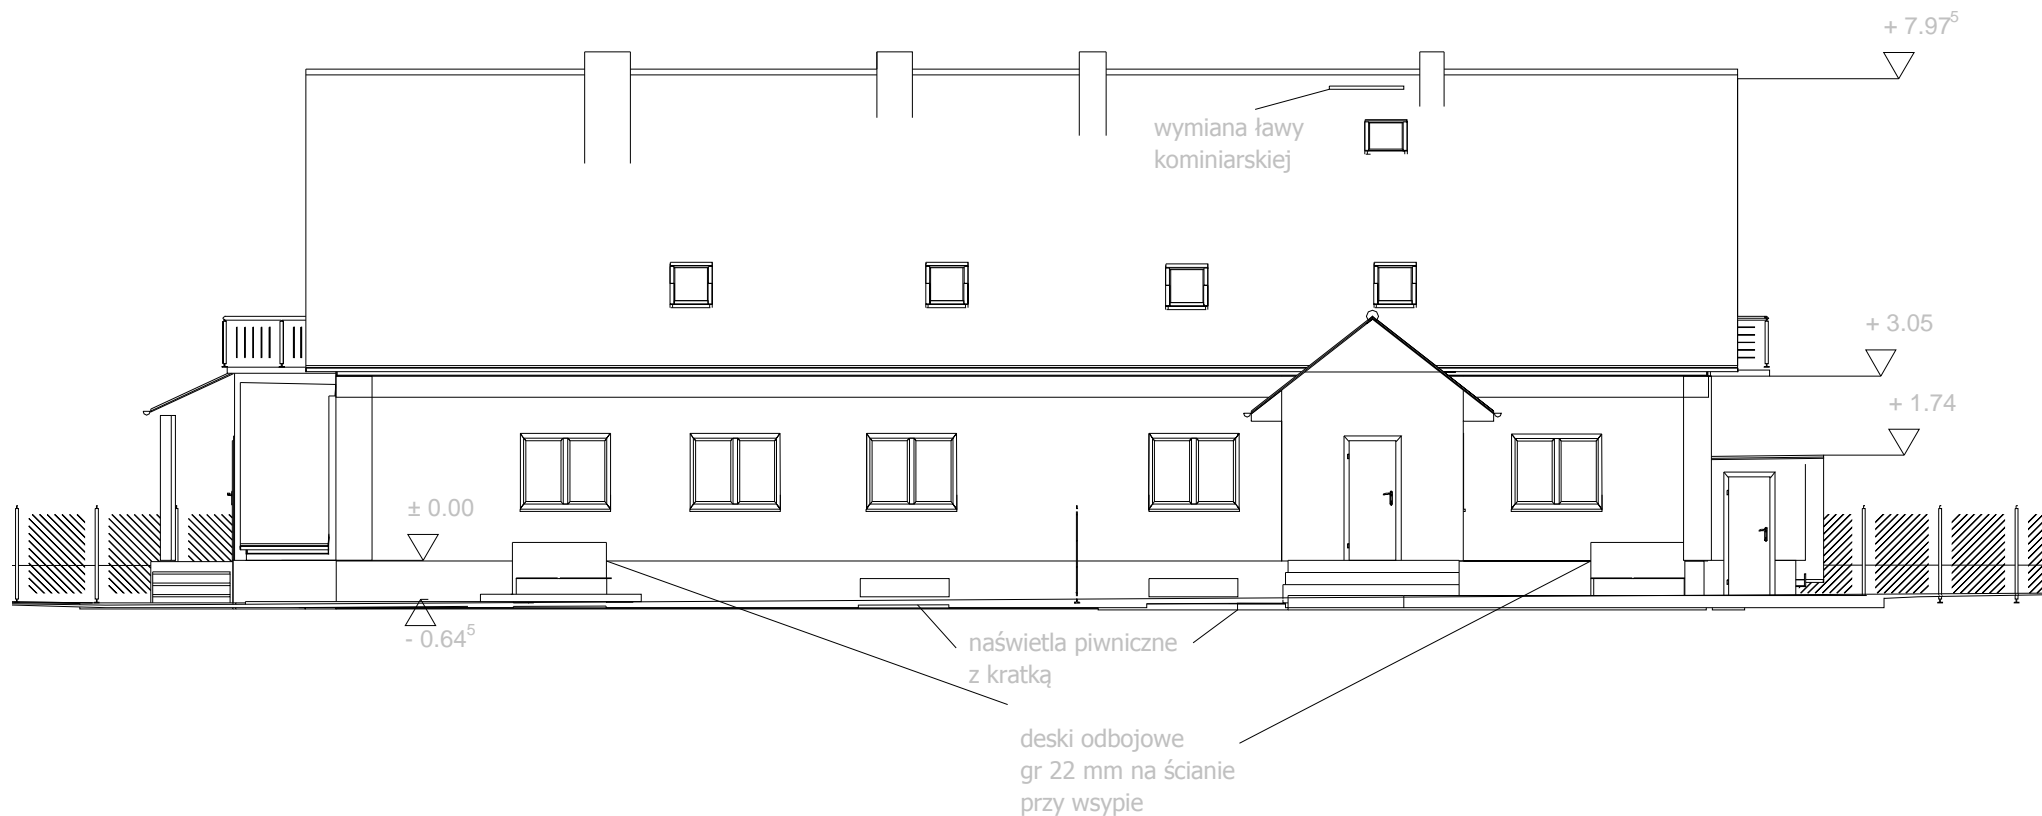 + 7.97⁵
wymiana ławy
kominiarskiej
+ 3.05
+ 1.74
± 0.00
- 0.64⁵
naświetla piwniczne
z kratką
deski odbojowe
gr 22 mm na ścianie
przy wsypie